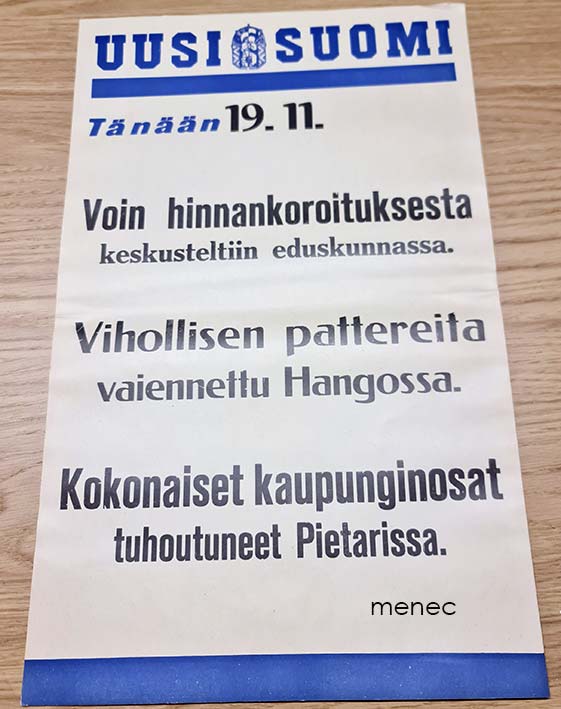 UUSI SUOMI
Tänään 19. 11.
Voin hinnankoroituksesta
keskusteltiin eduskunnassa.
Vihollisen pattereita
vaiennettu Hangossa.
Kokonaiset kaupunginosat
tuhoutuneet Pietarissa.
menec